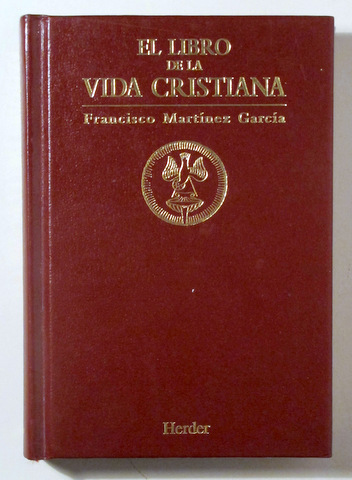 EL LIBRO
DE LA
VIDA CRISTIANA
Francisco Martínez García
Herder